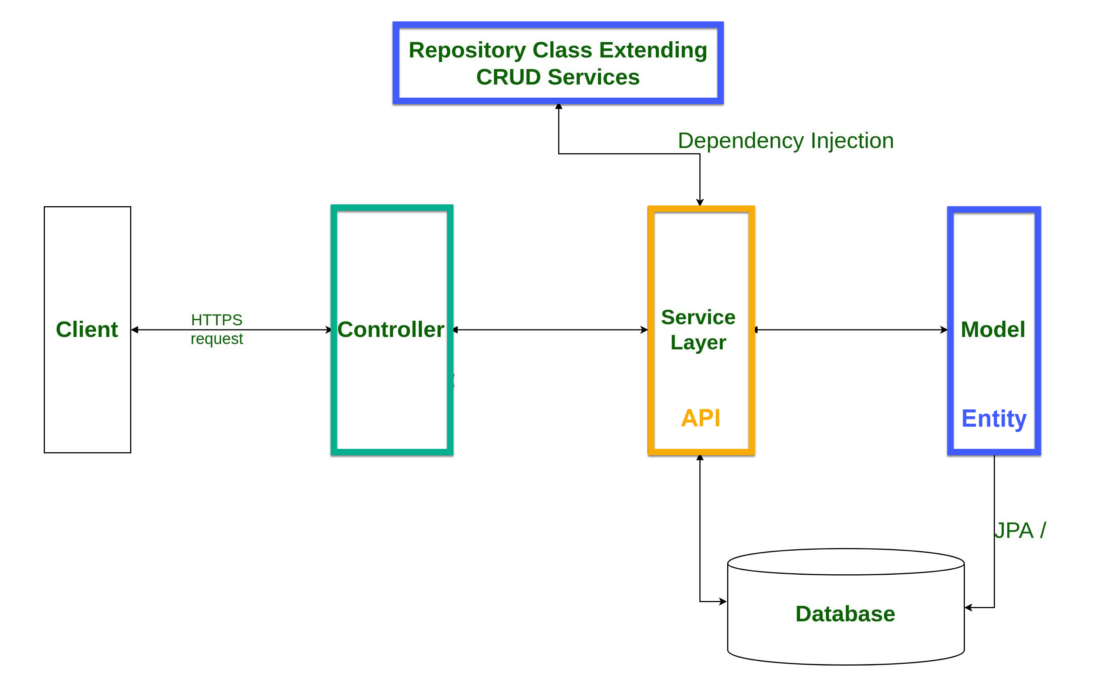 Repository Class Extending
CRUD Services
Dependency Injection
Client
HTTPS
request
Controller
Service
Layer
API
Model
Entity
JPA /
Database